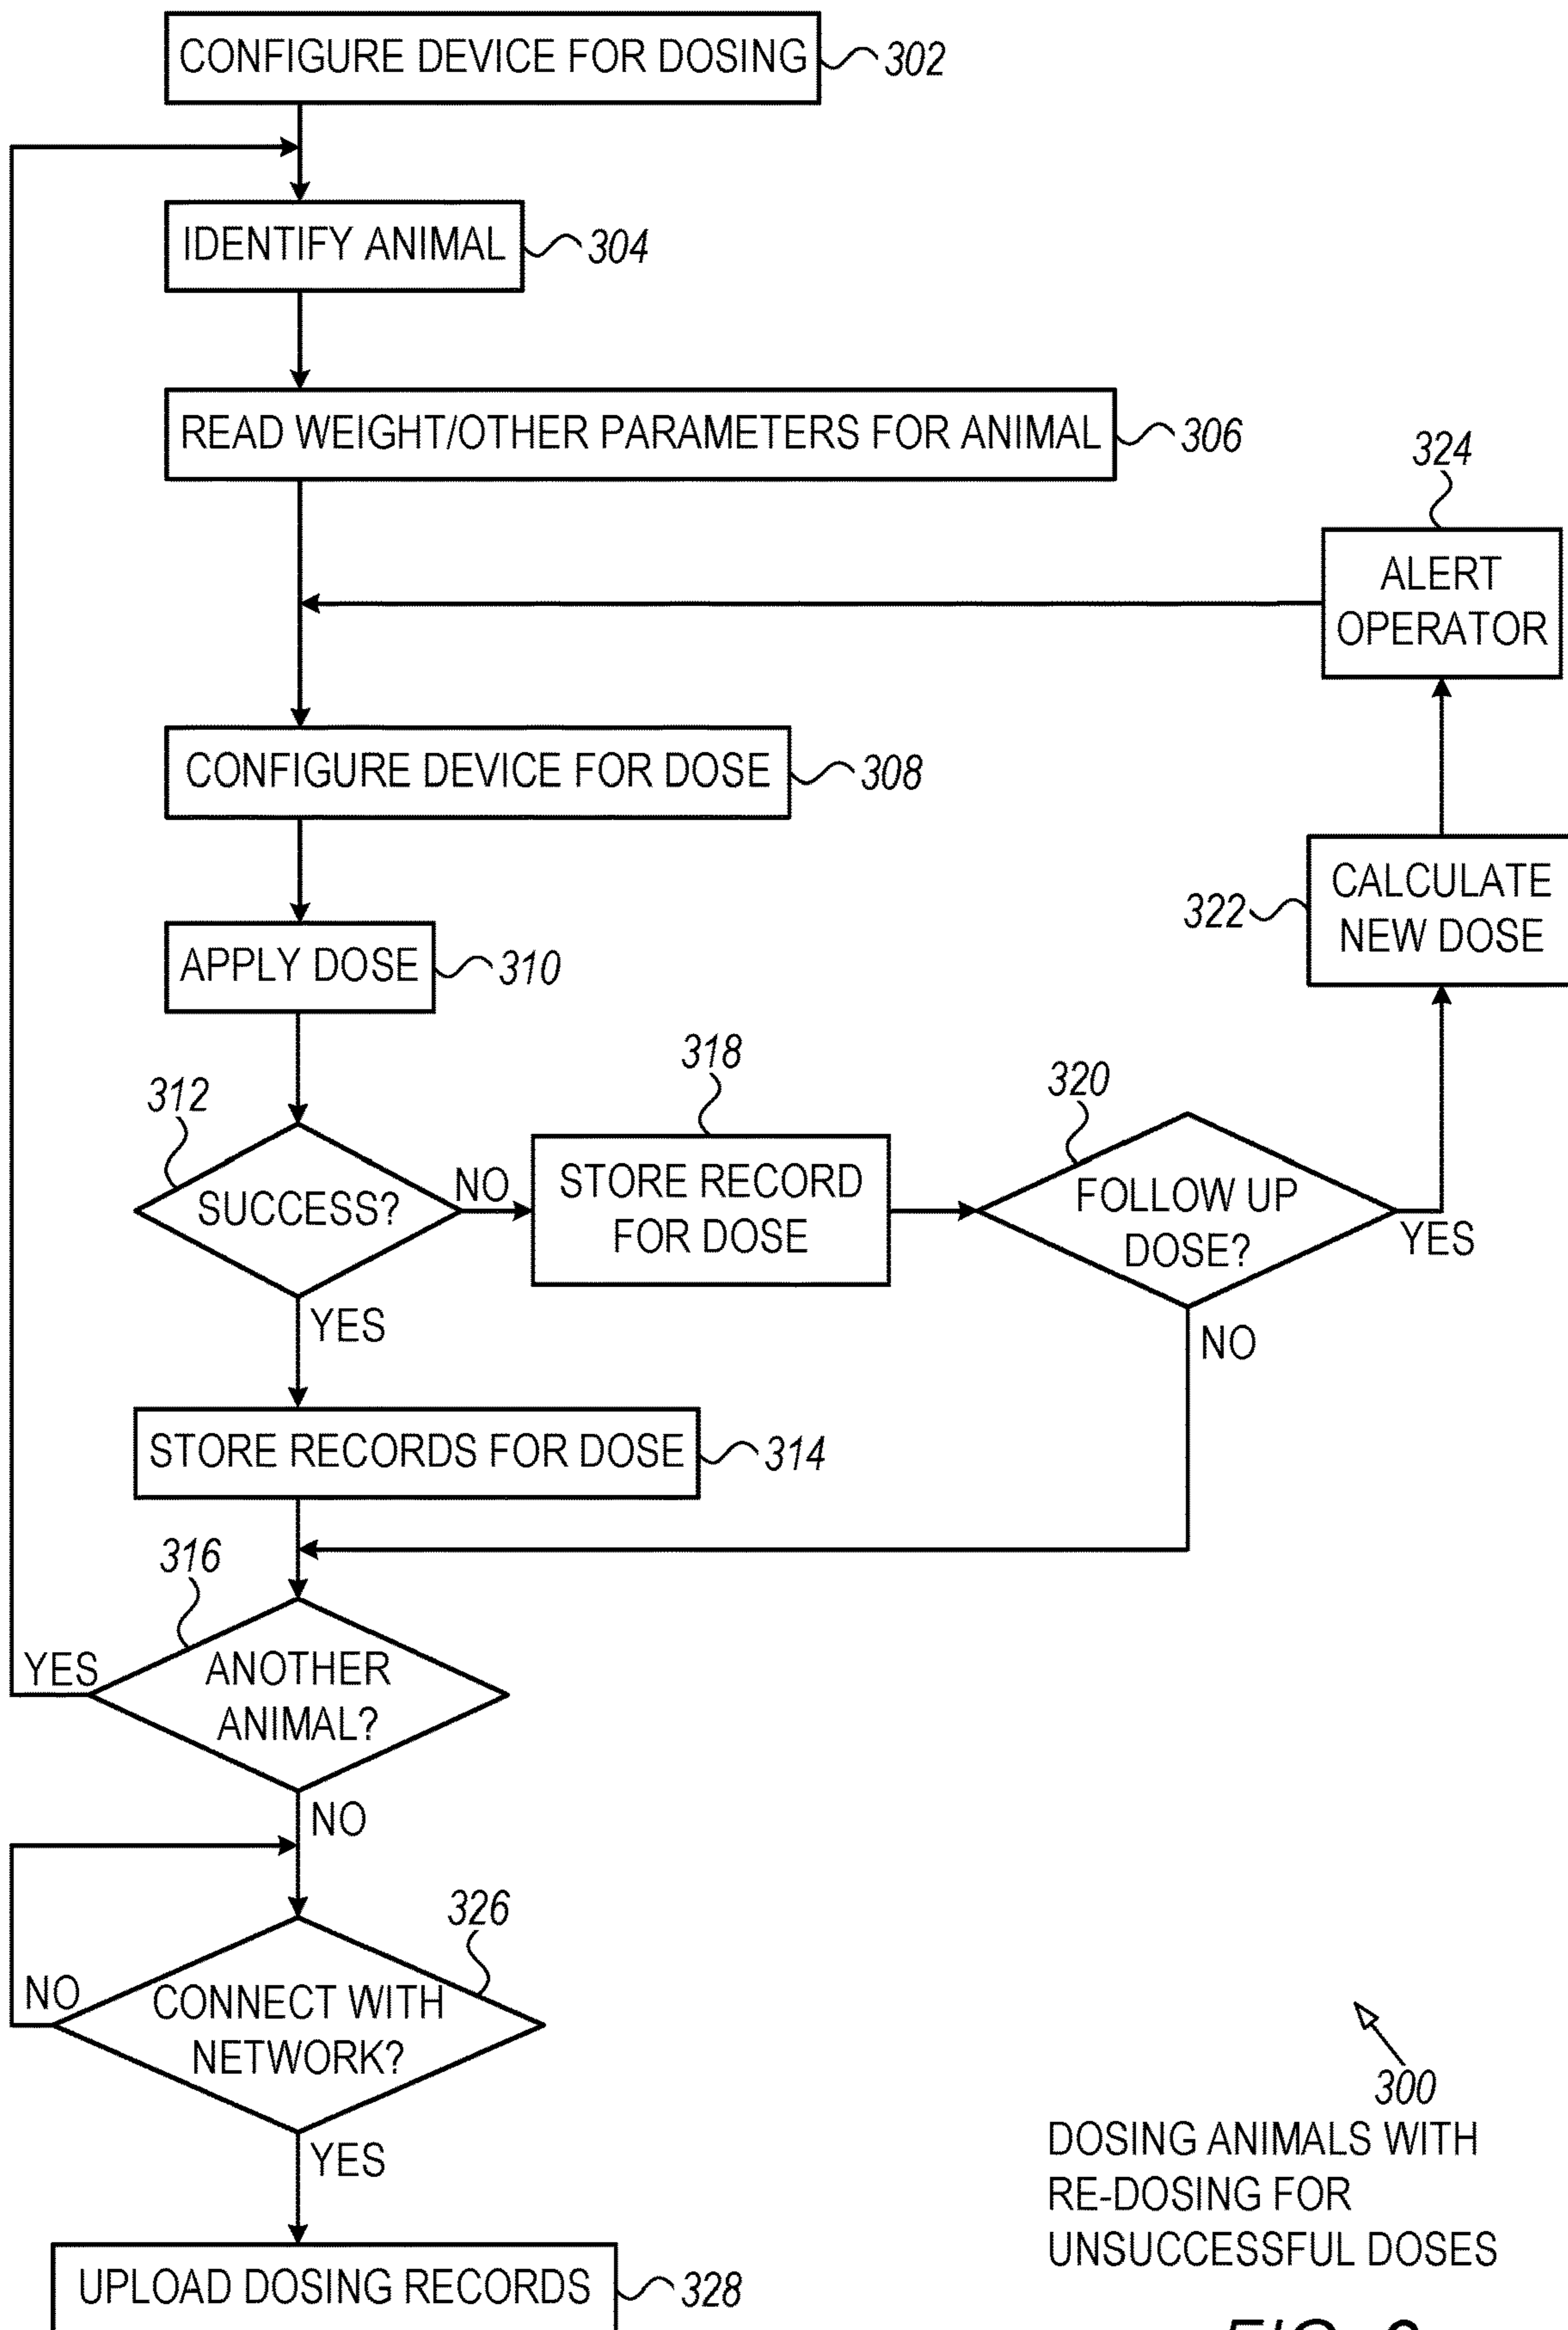 CONFIGURE DEVICE FOR DOSING
302
IDENTIFY ANIMAL
304
READ WEIGHT/OTHER PARAMETERS FOR ANIMAL
306
324
ALERT
OPERATOR
CONFIGURE DEVICE FOR DOSE
308
322
CALCULATE
NEW DOSE
APPLY DOSE
310
312
SUCCESS?
NO
318
STORE RECORD
FOR DOSE
320
FOLLOW UP
DOSE?
YES
YES
NO
STORE RECORDS FOR DOSE
314
316
YES
ANOTHER
ANIMAL?
NO
326
NO
CONNECT WITH
NETWORK?
YES
UPLOAD DOSING RECORDS
328
300
DOSING ANIMALS WITH
RE-DOSING FOR
UNSUCCESSFUL DOSES